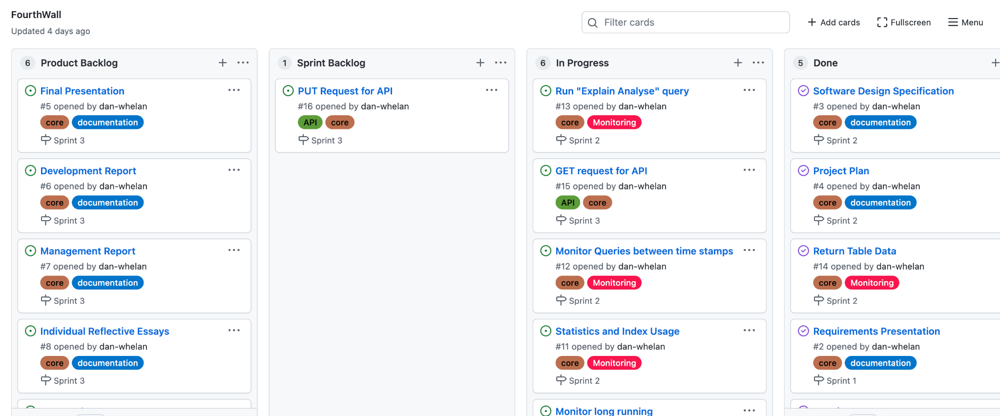 FourthWall
Updated 4 days ago
Filter cards
Add cards
Fullscreen
Menu
6 Product Backlog
Final Presentation
#5 opened by dan-whelan
core documentation
Sprint 3
Development Report
#6 opened by dan-whelan
core documentation
Sprint 3
Management Report
#7 opened by dan-whelan
core documentation
Sprint 3
Individual Reflective Essays
#8 opened by dan-whelan
core documentation
Sprint 3
1 Sprint Backlog
PUT Request for API
#16 opened by dan-whelan
API core
Sprint 3
6 In Progress
Run "Explain Analyse" query
#13 opened by dan-whelan
core Monitoring
Sprint 2
GET request for API
#15 opened by dan-whelan
API core
Sprint 3
Monitor Queries between time stamps
#12 opened by dan-whelan
core Monitoring
Sprint 2
Statistics and Index Usage
#11 opened by dan-whelan
core Monitoring
Sprint 2
Monitor long running
5 Done
Software Design Specification
#3 opened by dan-whelan
core documentation
Sprint 2
Project Plan
#4 opened by dan-whelan
core documentation
Sprint 2
Return Table Data
#14 opened by dan-whelan
core Monitoring
Sprint 2
Requirements Presentation
#2 opened by dan-whelan
core documentation
Sprint 1